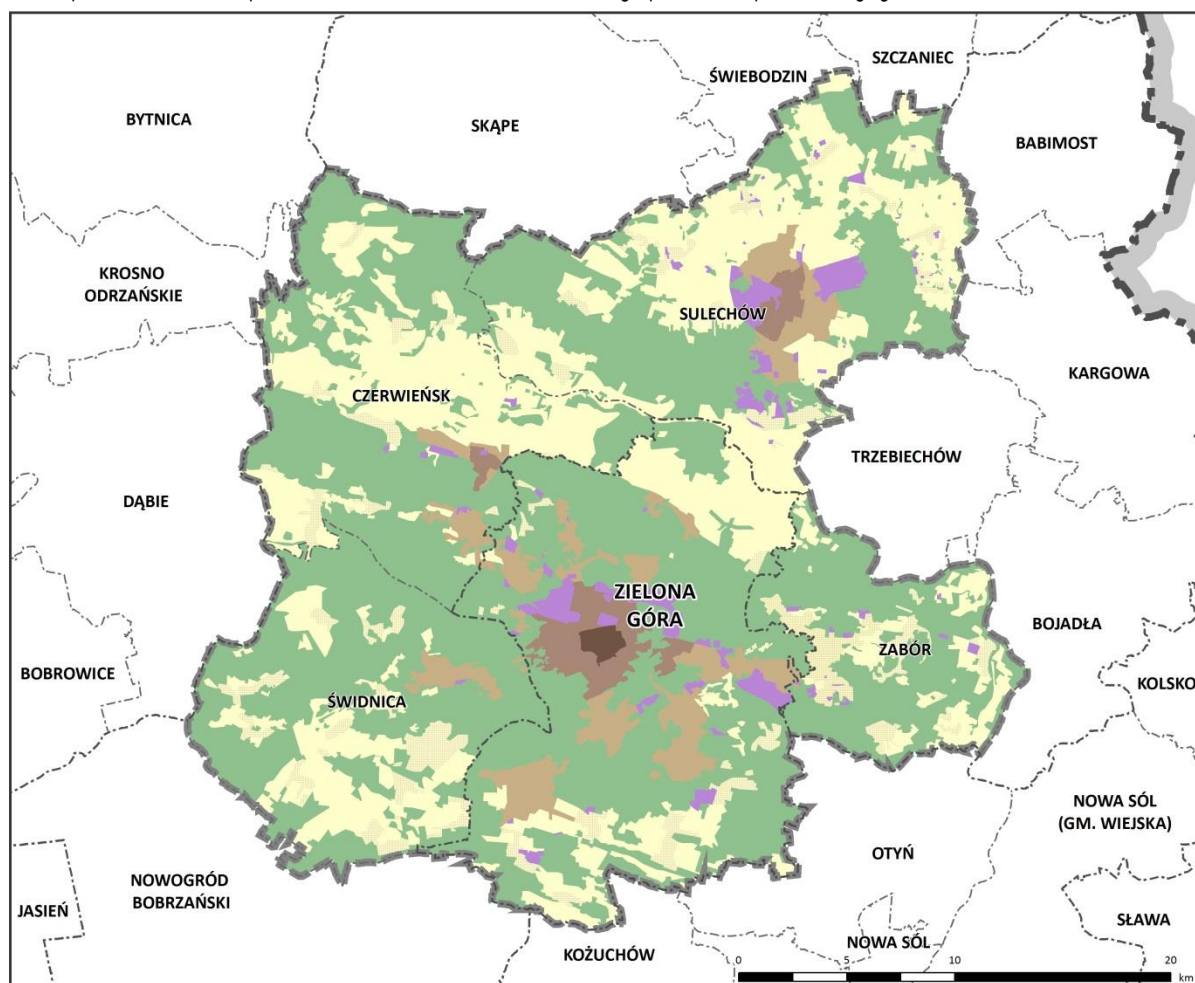 SZCZANIEC
ŚWIEBODZIN
BYTNICA
SKĄPE
BABIMOST
KROSNO
ODRZAŃSKIE
SULECHÓW
KARGOWA
CZERWIEŃSK
TRZEBIECHÓW
DĄBIE
ZIELONA
GÓRA
BOJADŁA
ZABÓR
BOBROWICE
KOLSKO
ŚWIDNICA
NOWA SÓL
(GM. WIEJSKA)
OTYŃ
NOWOGRÓD
BOBRZAŃSKI
JASIEŃ
SŁAWA
NOWA SÓL
KOŻUCHÓW
0 5 10 20
km